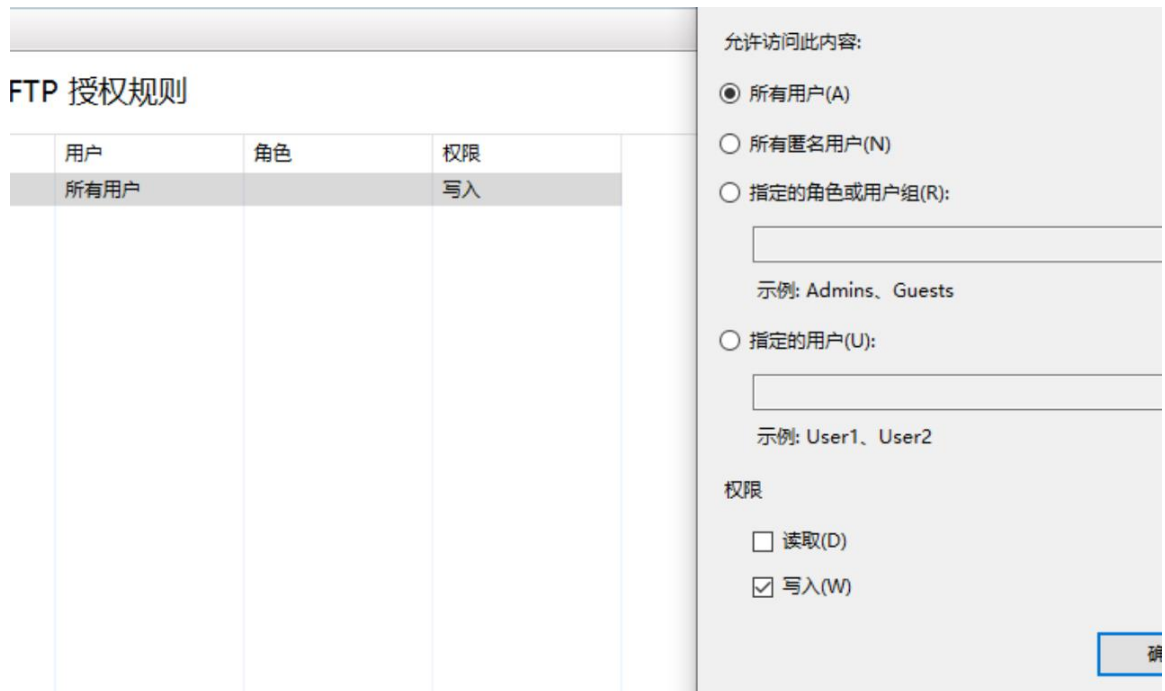 FTP 授权规则
用户 角色 权限
所有用户 写入
允许访问此内容:
所有用户(A)
所有匿名用户(N)
指定的角色或用户组(R):
示例: Admins、Guests
指定的用户(U):
示例: User1、User2
权限
读取(D)
写入(W)
确